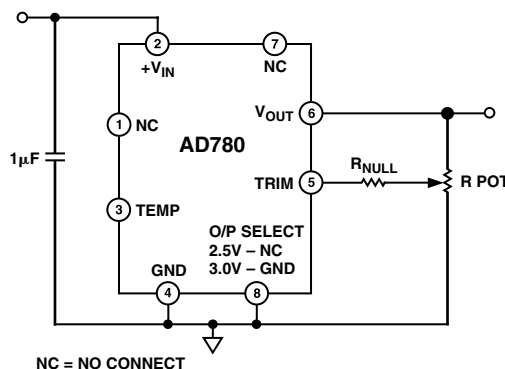 2
7
+VIN
NC
1
NC
VOUT
6
AD780
1μF
RNULL
TRIM
5
R POT
3
TEMP
O/P SELECT
2.5V – NC
3.0V – GND
GND
4
8
NC = NO CONNECT